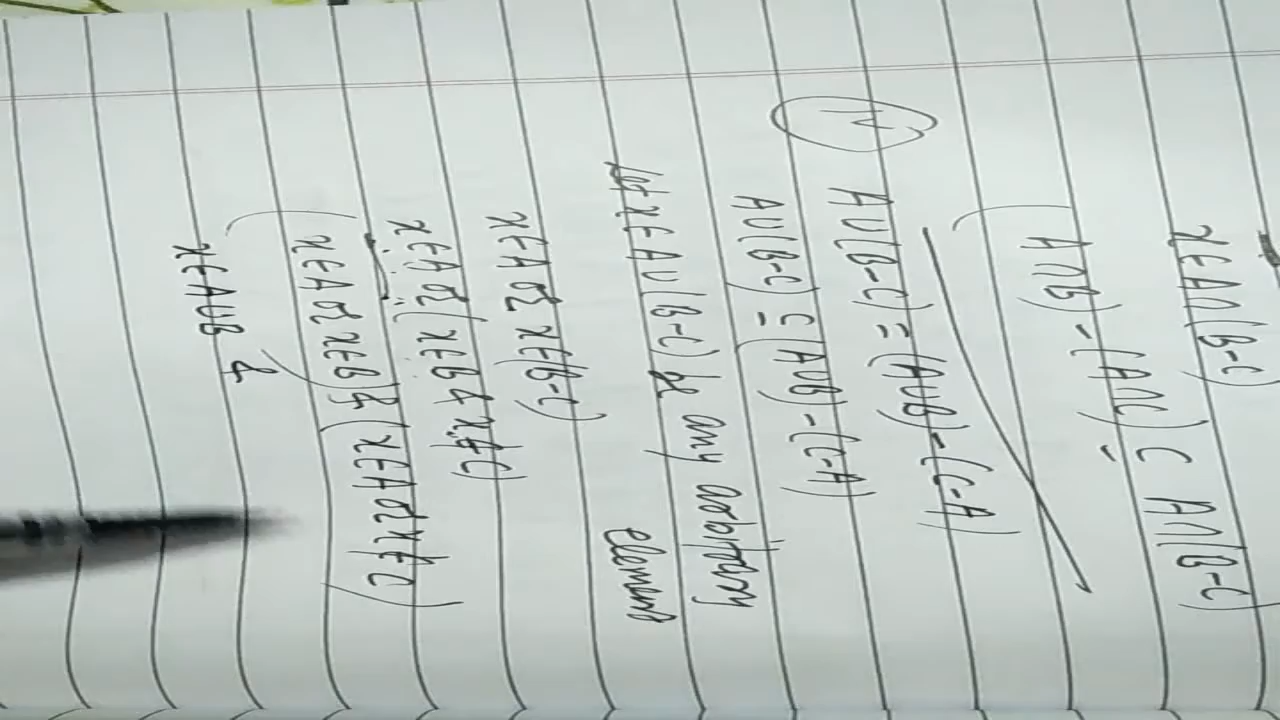 x∈A∩(B-C)
A∩B)-(A∩C) ⊆ A∩(B-C)
IV A∪(B-C) = (A∪B)-(C-A)
A∪(B-C) ⊆ (A∪B)-(C-A)
let x∈A∪(B-C) be any arbitrary
element
x∈A or x∈(B-C)
x∈A or (x∈B & x∉C)
(x∈A or x∈B) & (x∈A or x∉C)
x∈A∪B &